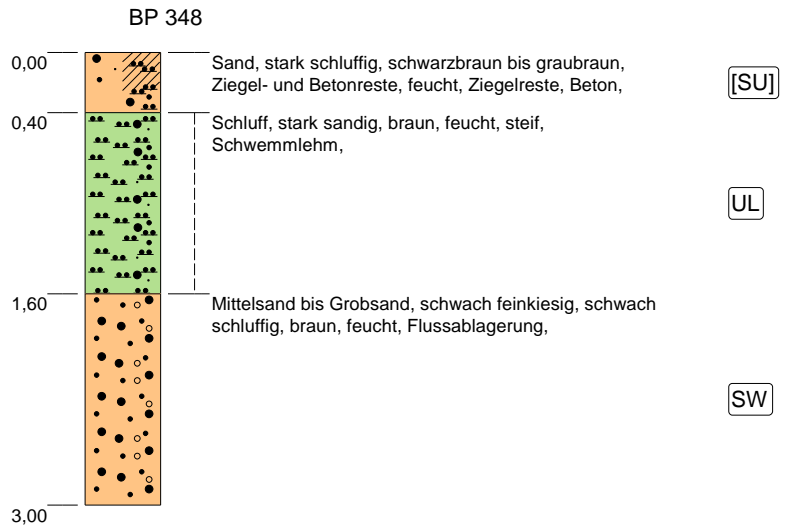 BP 348
0,00
Sand, stark schluffig, schwarzbraun bis graubraun,
Ziegel- und Betonreste, feucht, Ziegelreste, Beton,
[SU]
0,40
Schluff, stark sandig, braun, feucht, steif,
Schwemmlehm,
UL
1,60
Mittelsand bis Grobsand, schwach feinkiesig, schwach
schluffig, braun, feucht, Flussablagerung,
SW
3,00